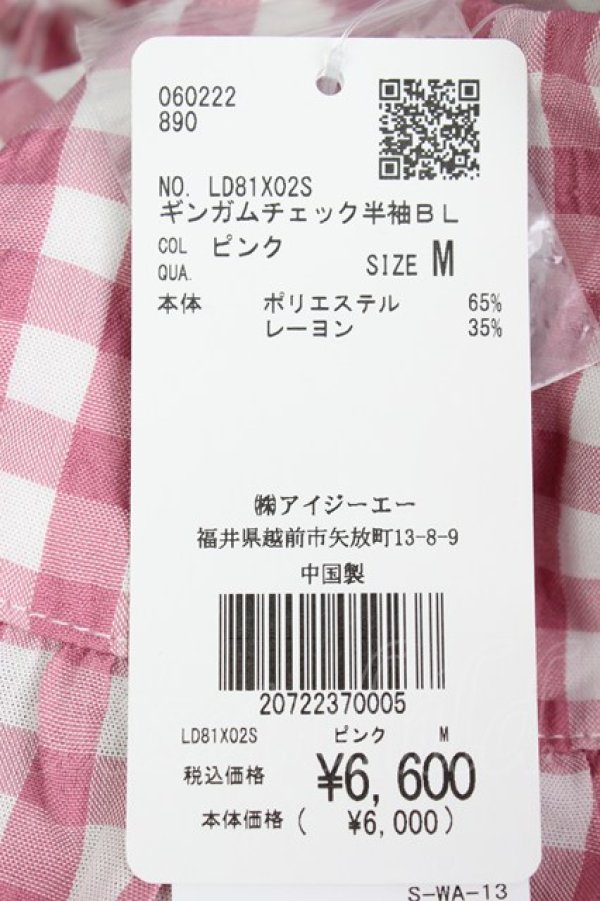 060222
890
NO. LD81X02S
ギンガムチェック半袖BL
COL ピンク
QUA. SIZE M
本体 ポリエステル 65%
レーヨン 35%
㈱アイジーエー
福井県越前市矢放町13-8-9
中国製
20722370005
LD81X02S ピンク M
税込価格 ¥6,600
本体価格( ¥6,000)
S-WA-13